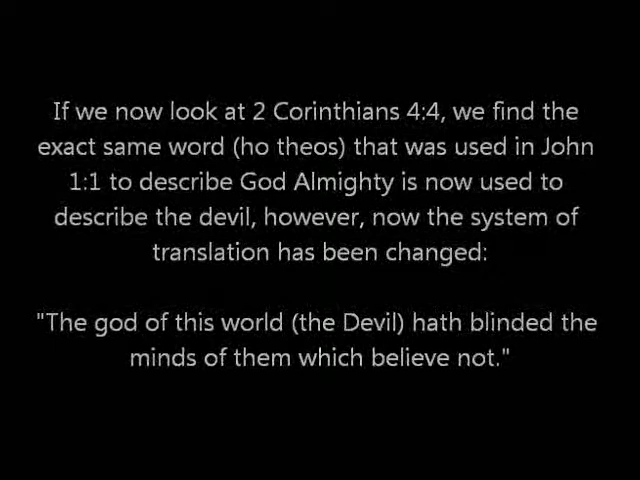 If we now look at 2 Corinthians 4:4, we find the
exact same word (ho theos) that was used in John
1:1 to describe God Almighty is now used to
describe the devil, however, now the system of
translation has been changed:
"The god of this world (the Devil) hath blinded the
minds of them which believe not."